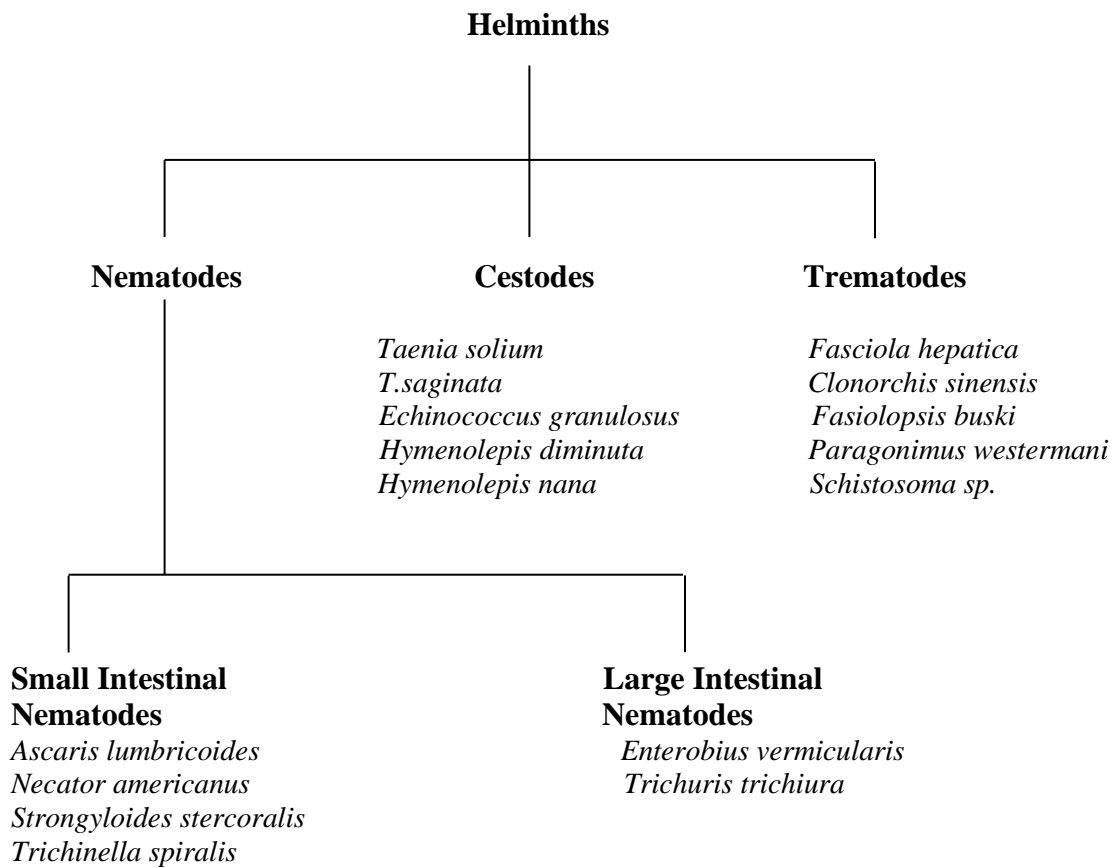 Helminths
Nematodes
Cestodes
Trematodes
Taenia solium
T.saginata
Echinococcus granulosus
Hymenolepis diminuta
Hymenolepis nana
Fasciola hepatica
Clonorchis sinensis
Fasiolopsis buski
Paragonimus westermani
Schistosoma sp.
Small Intestinal
Nematodes
Ascaris lumbricoides
Necator americanus
Strongyloides stercoralis
Trichinella spiralis
Large Intestinal
Nematodes
Enterobius vermicularis
Trichuris trichiura